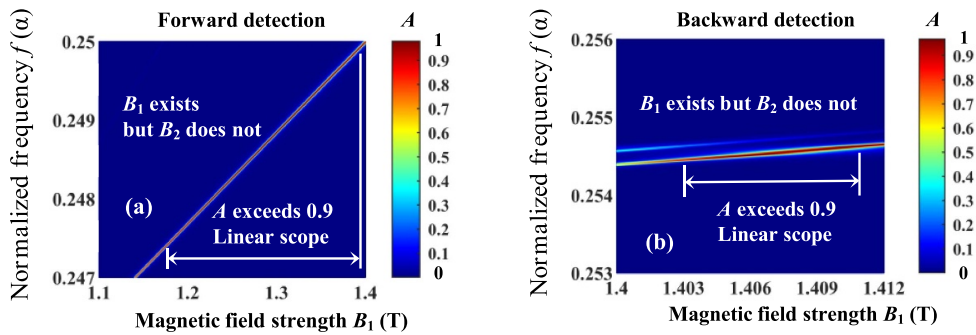 Forward detection
A
0.25
0.249
0.248
0.247
Normalized frequency f (α)
B₁ exists
but B₂ does not
(a)
A exceeds 0.9
Linear scope
1.1
1.2
1.3
1.4
Magnetic field strength B₁ (T)
1
0.9
0.8
0.7
0.6
0.5
0.4
0.3
0.2
0.1
0
Backward detection
A
0.256
0.255
0.254
0.253
Normalized frequency f (α)
B₁ exists but B₂ does not
A exceeds 0.9
(b)
Linear scope
1.4
1.403
1.406
1.409
1.412
Magnetic field strength B₁ (T)
1
0.9
0.8
0.7
0.6
0.5
0.4
0.3
0.2
0.1
0